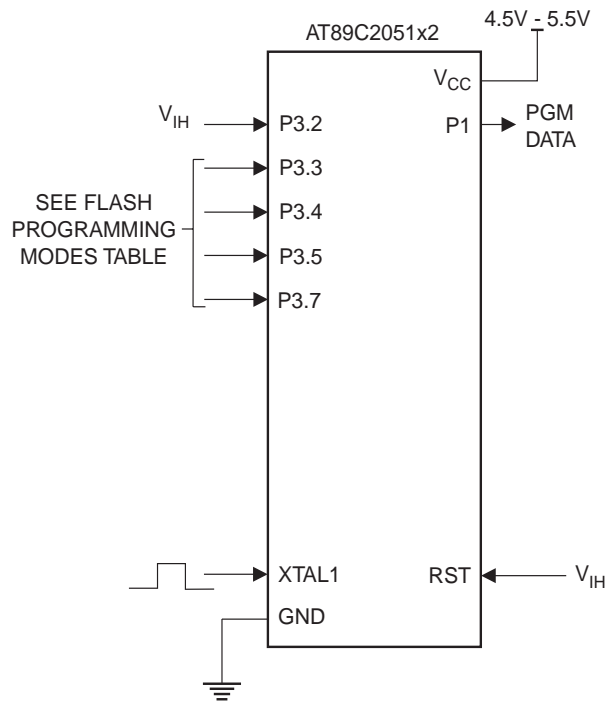 AT89C2051x2
4.5V - 5.5V
VCC
VIH
P3.2
P1
PGM
DATA
P3.3
SEE FLASH
PROGRAMMING
MODES TABLE
P3.4
P3.5
P3.7
XTAL1
RST
VIH
GND